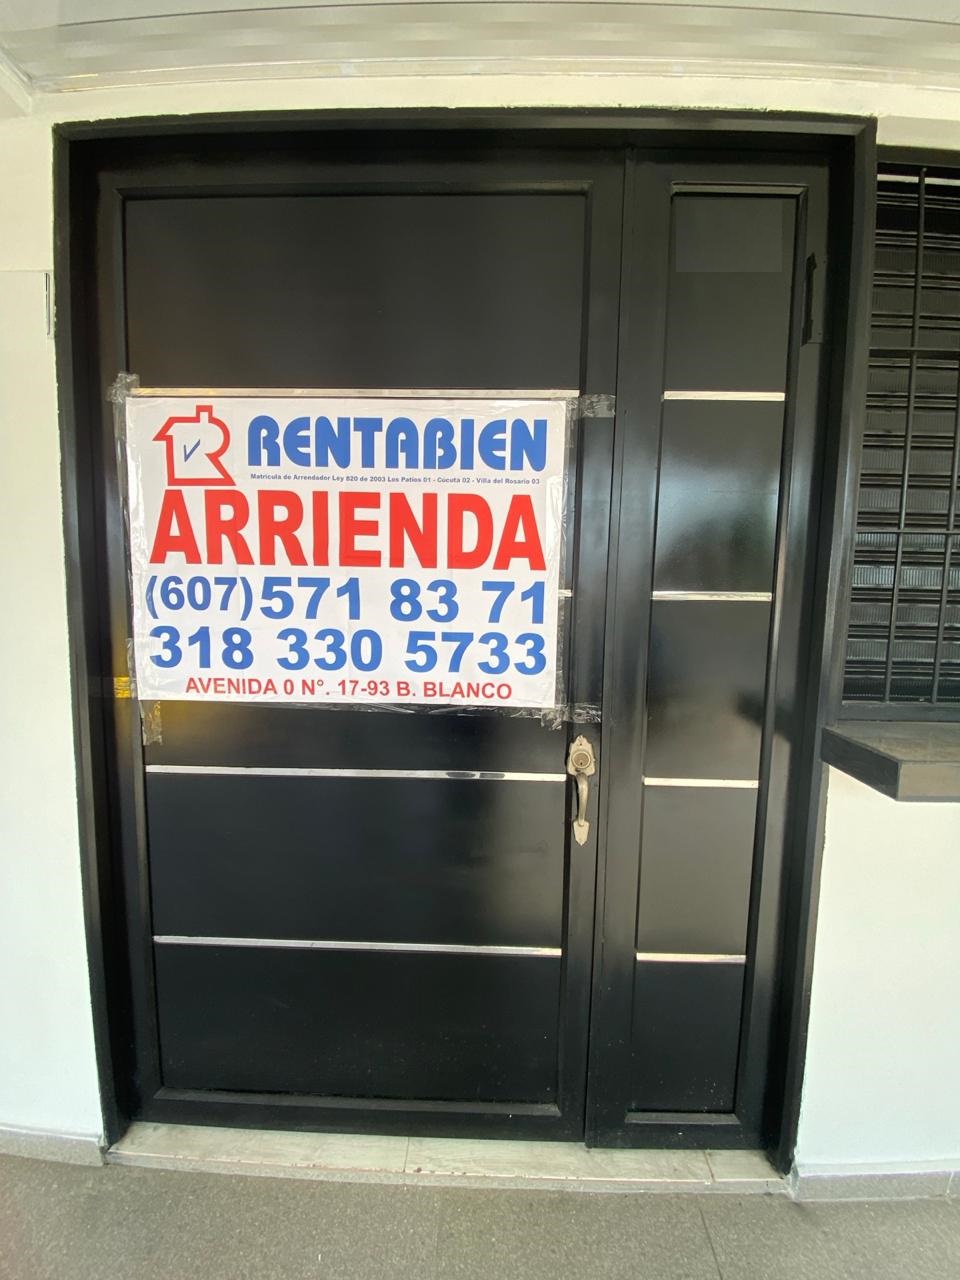 RENTABIEN
Matricula de Arrendador Ley 820 de 2003 Los Patios 01 - Cúcuta 02 - Villa del Rosario 03
ARRIENDA
(607) 571 83 71
318 330 5733
AVENIDA 0 N°. 17-93 B. BLANCO